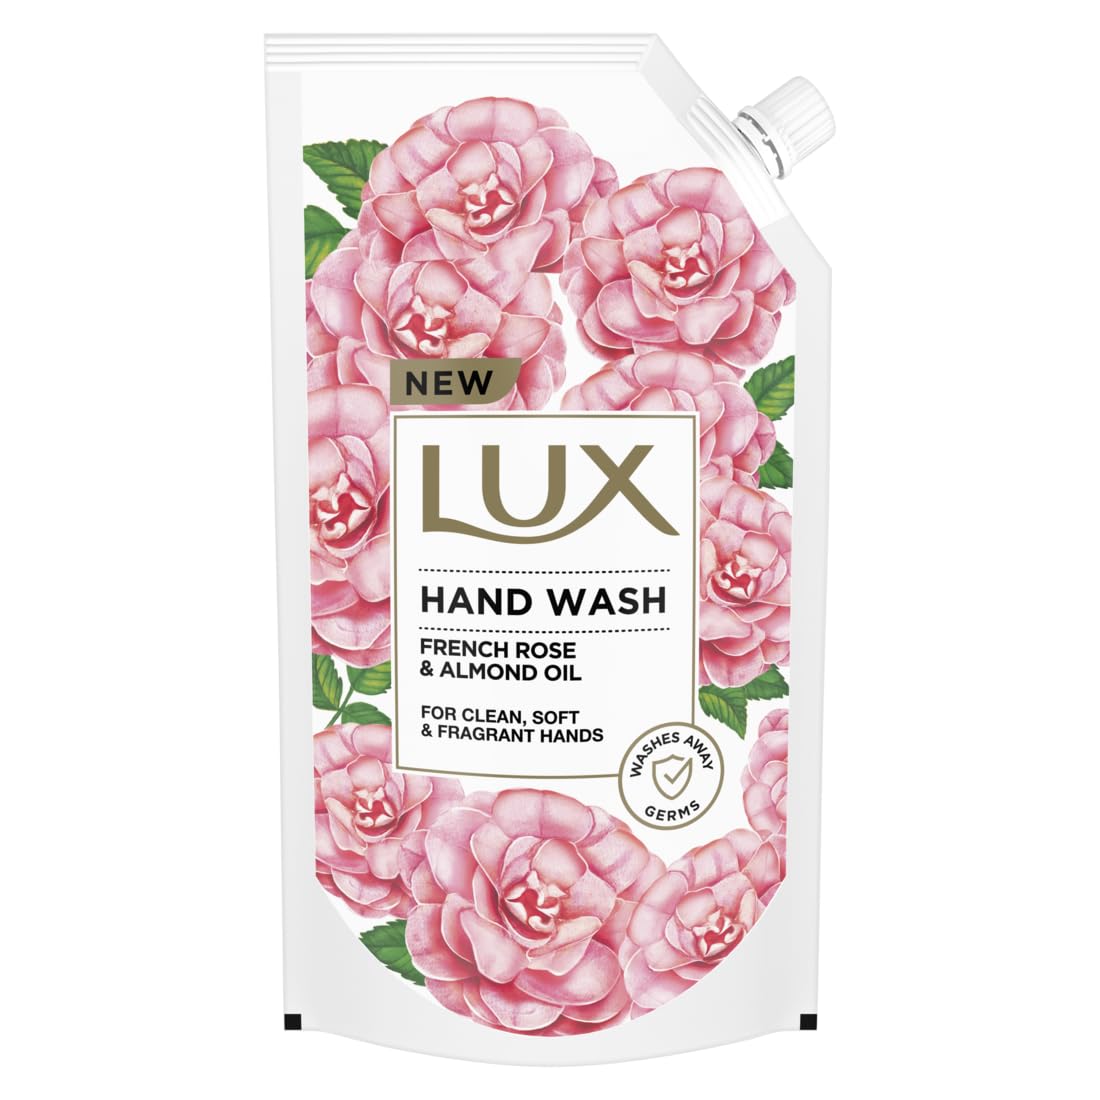 NEW
LUX
HAND WASH
FRENCH ROSE
& ALMOND OIL
FOR CLEAN, SOFT
& FRAGRANT HANDS
WASHES AWAY
GERMS